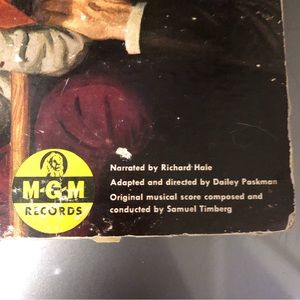 M-G-M
RECORDS
Narrated by Richard Hale
Adapted and directed by Dailey Paskman
Original musical score composed and
conducted by Samuel Timberg